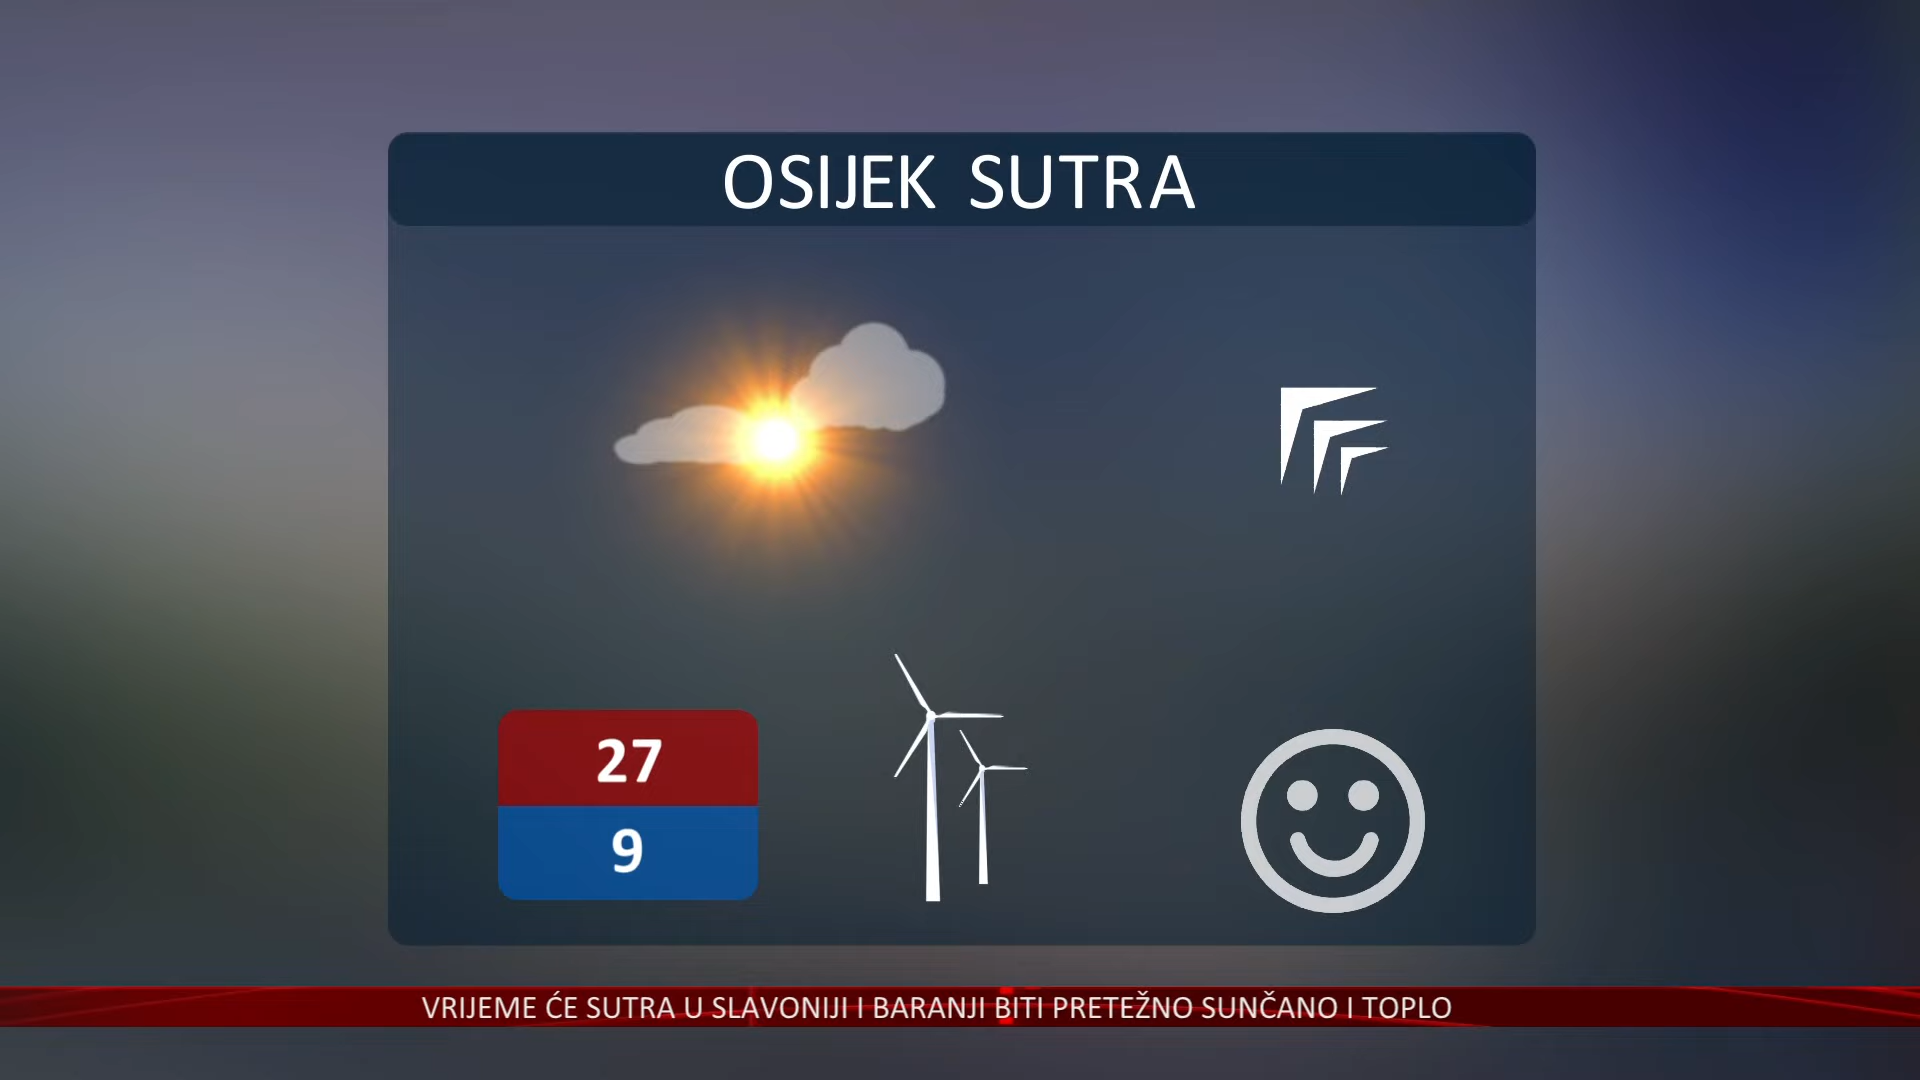 OSIJEK SUTRA
27
9
VRIJEME ĆE SUTRA U SLAVONIJI I BARANJI BITI PRETEŽNO SUNČANO I TOPLO